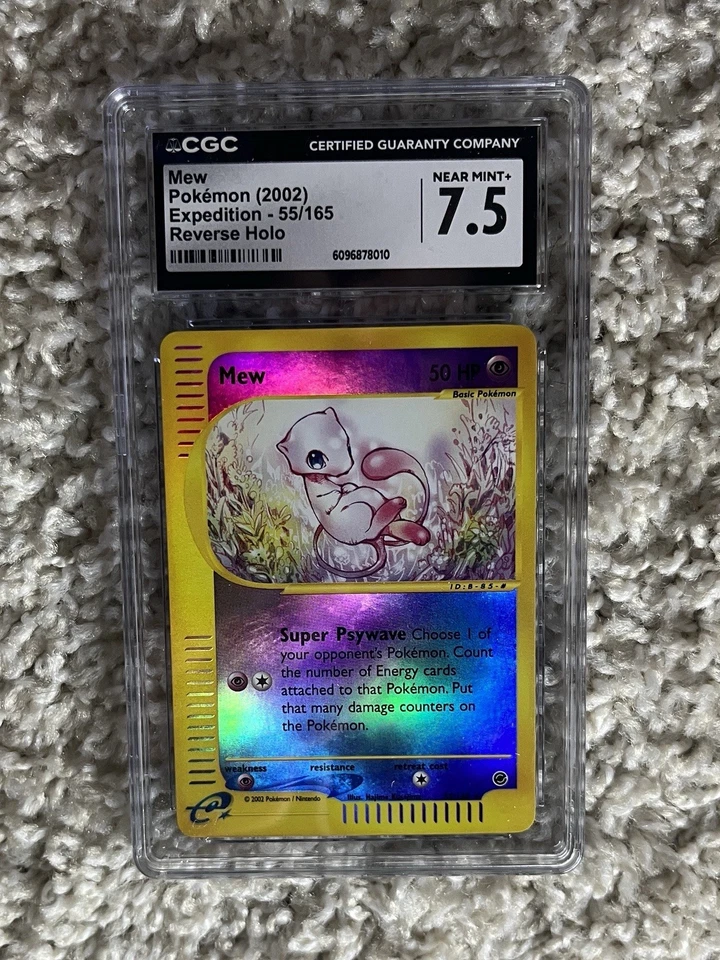 CGC CERTIFIED GUARANTY COMPANY
Mew
Pokémon (2002)
Expedition - 55/165
Reverse Holo
NEAR MINT+
7.5
6096878010
Mew 50 HP
Basic Pokémon
Super Psywave Choose 1 of
your opponent's Pokémon. Count
the number of Energy cards
attached to that Pokémon. Put
that many damage counters on
the Pokémon.
weakness resistance retreat cost
e
© 2002 Pokémon / Nintendo
Illus. Hajime